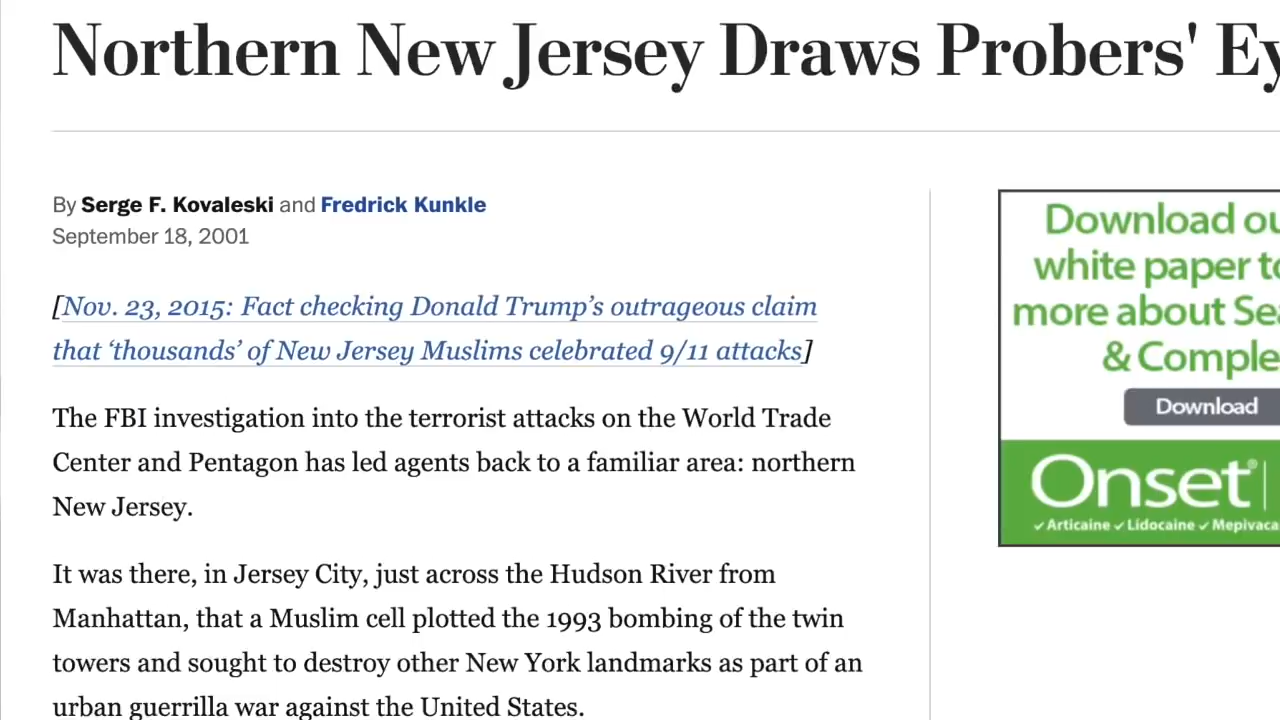 Northern New Jersey Draws Probers' Ey
By Serge F. Kovaleski and Fredrick Kunkle
September 18, 2001
[Nov. 23, 2015: Fact checking Donald Trump’s outrageous claim
that ‘thousands’ of New Jersey Muslims celebrated 9/11 attacks]
The FBI investigation into the terrorist attacks on the World Trade
Center and Pentagon has led agents back to a familiar area: northern
New Jersey.
It was there, in Jersey City, just across the Hudson River from
Manhattan, that a Muslim cell plotted the 1993 bombing of the twin
towers and sought to destroy other New York landmarks as part of an
urban guerrilla war against the United States.
Download ou
white paper to
more about Sea
& Comple
Download
Onset®
✓Articaine ✓Lidocaine ✓Mepivaca